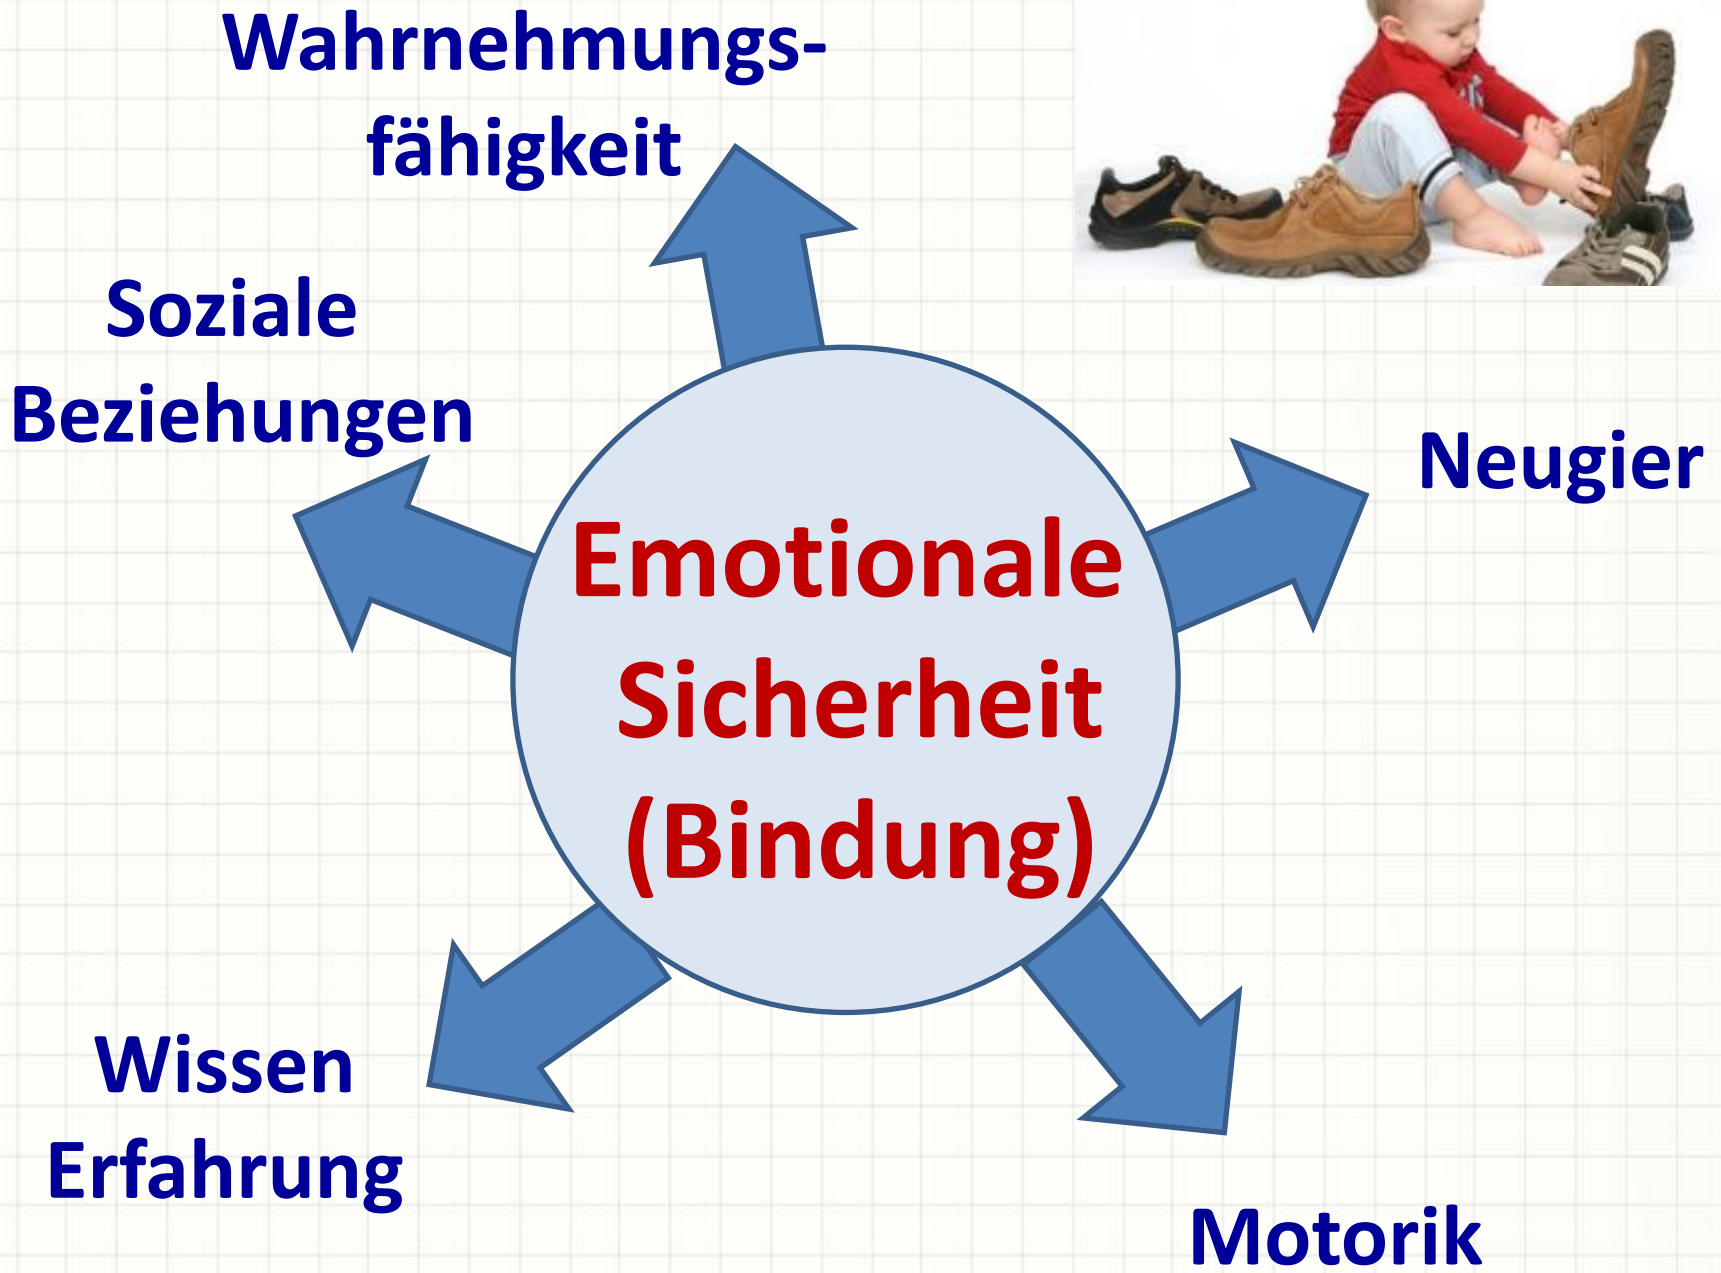 Wahrnehmungs-
fähigkeit
Soziale
Beziehungen
Neugier
Emotionale
Sicherheit
(Bindung)
Wissen
Erfahrung
Motorik